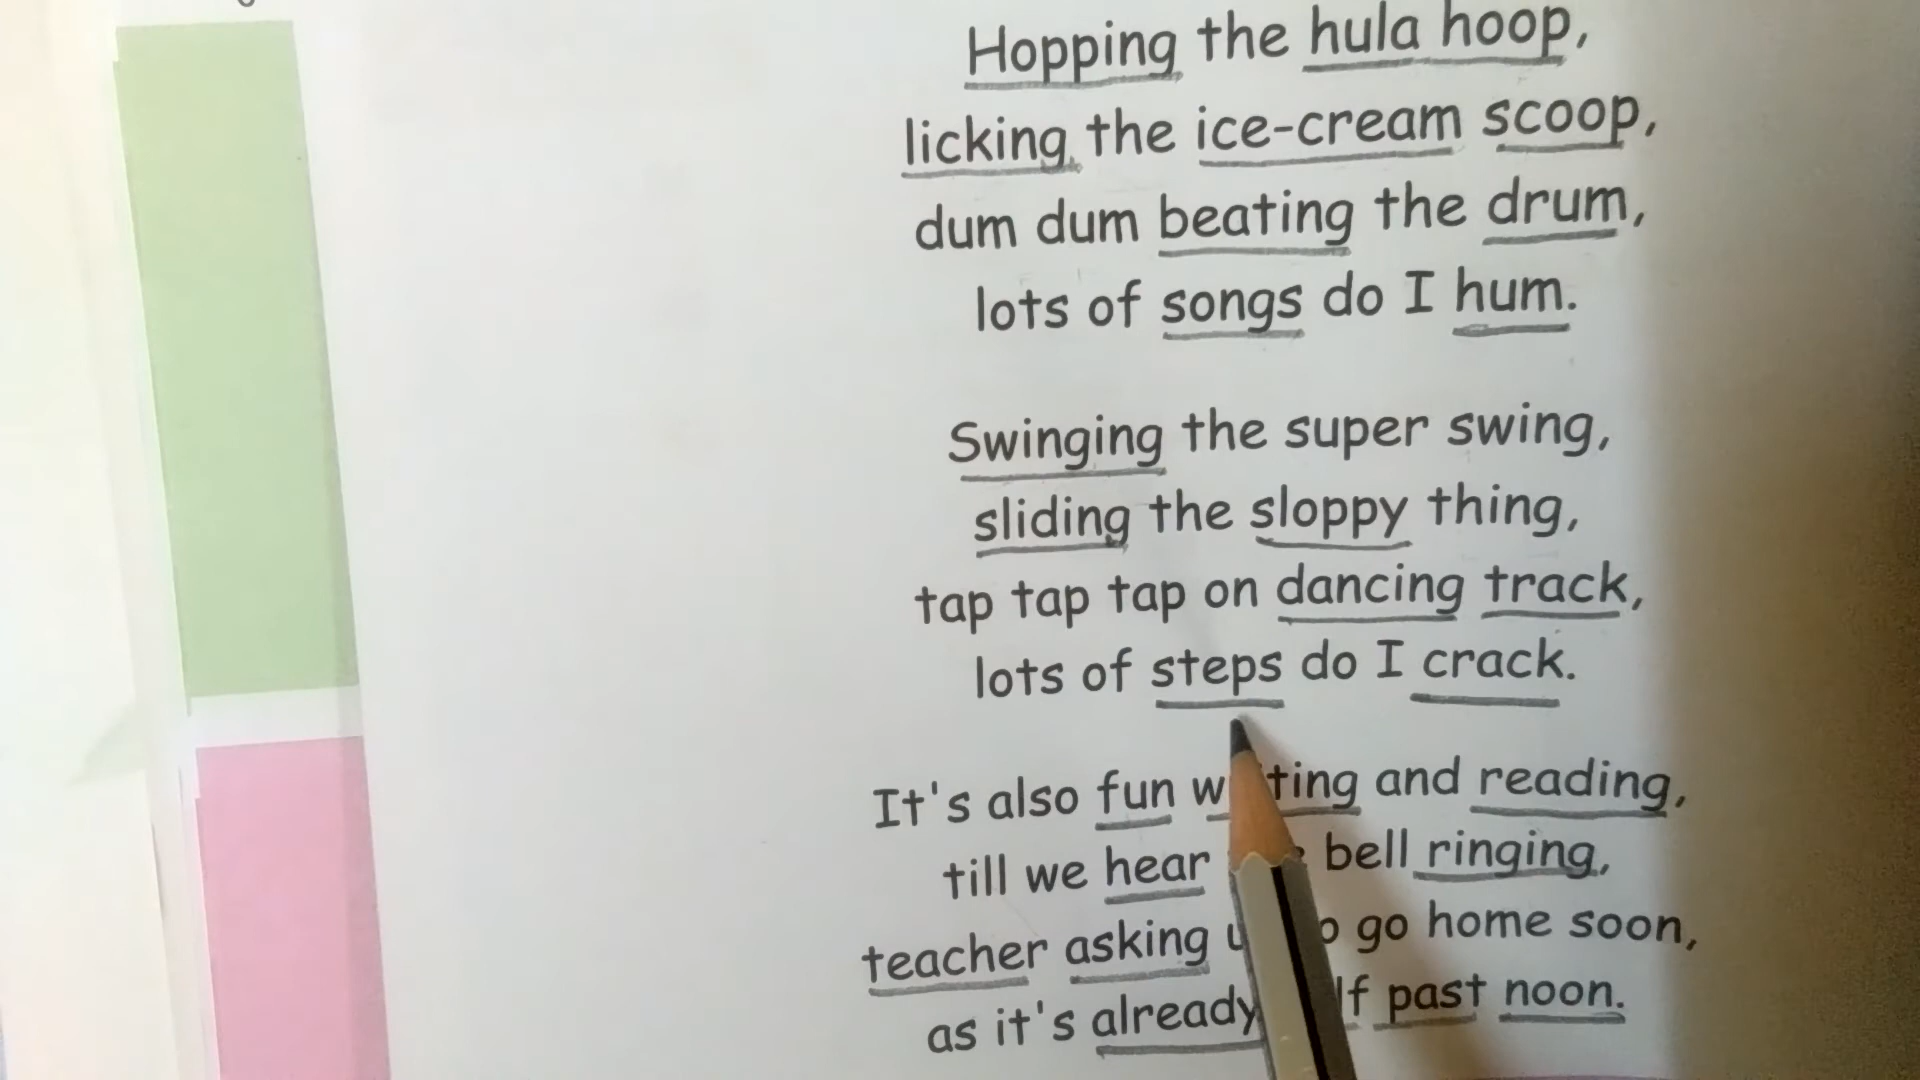 Hopping the hula hoop,
licking the ice-cream scoop,
dum dum beating the drum,
lots of songs do I hum.
Swinging the super swing,
sliding the sloppy thing,
tap tap tap on dancing track,
lots of steps do I crack.
It's also fun and reading,
till we hear bell ringing,
teacher asking go home soon,
as it's already past noon.